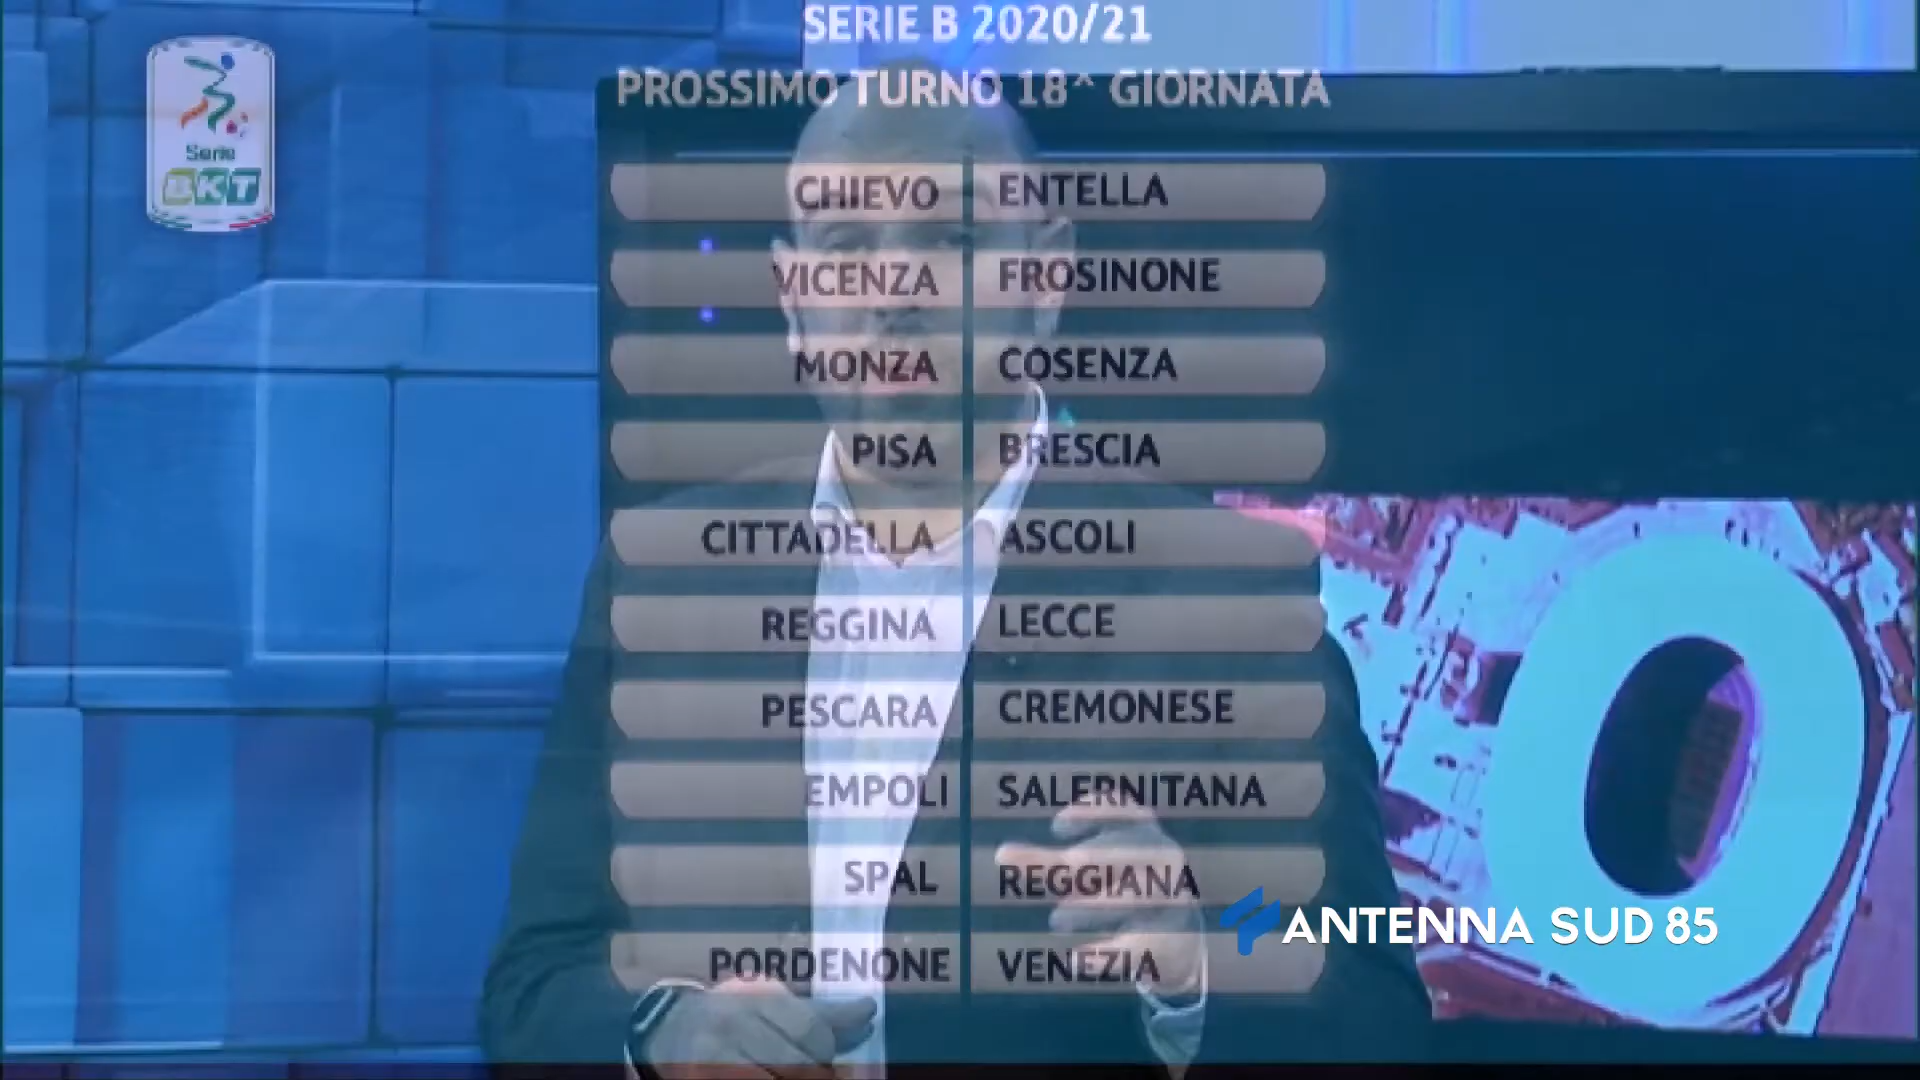 SERIE B 2020/21
PROSSIMO TURNO 18^ GIORNATA
Serie
BKT
CHIEVO ENTELLA
VICENZA FROSINONE
MONZA COSENZA
PISA BRESCIA
CITTADELLA ASCOLI
REGGINA LECCE
PESCARA CREMONESE
EMPOLI SALERNITANA
SPAL REGGIANA
PORDENONE VENEZIA
ANTENNA SUD 85